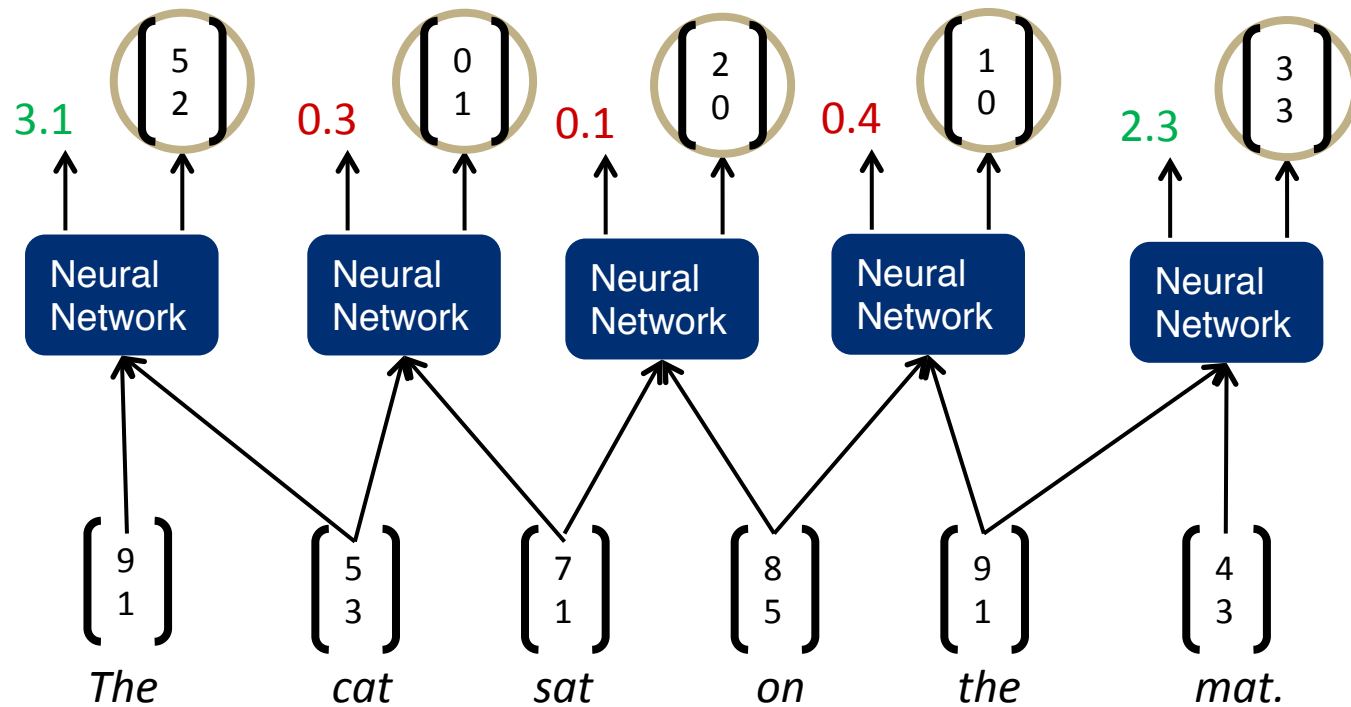 5 0 2 1 3
2 1 0 0 3
3.1 0.3 0.1 0.4 2.3
Neural Neural Neural Neural Neural
Network Network Network Network Network
9 5 7 8 9 4
1 3 1 5 1 3
The cat sat on the mat.